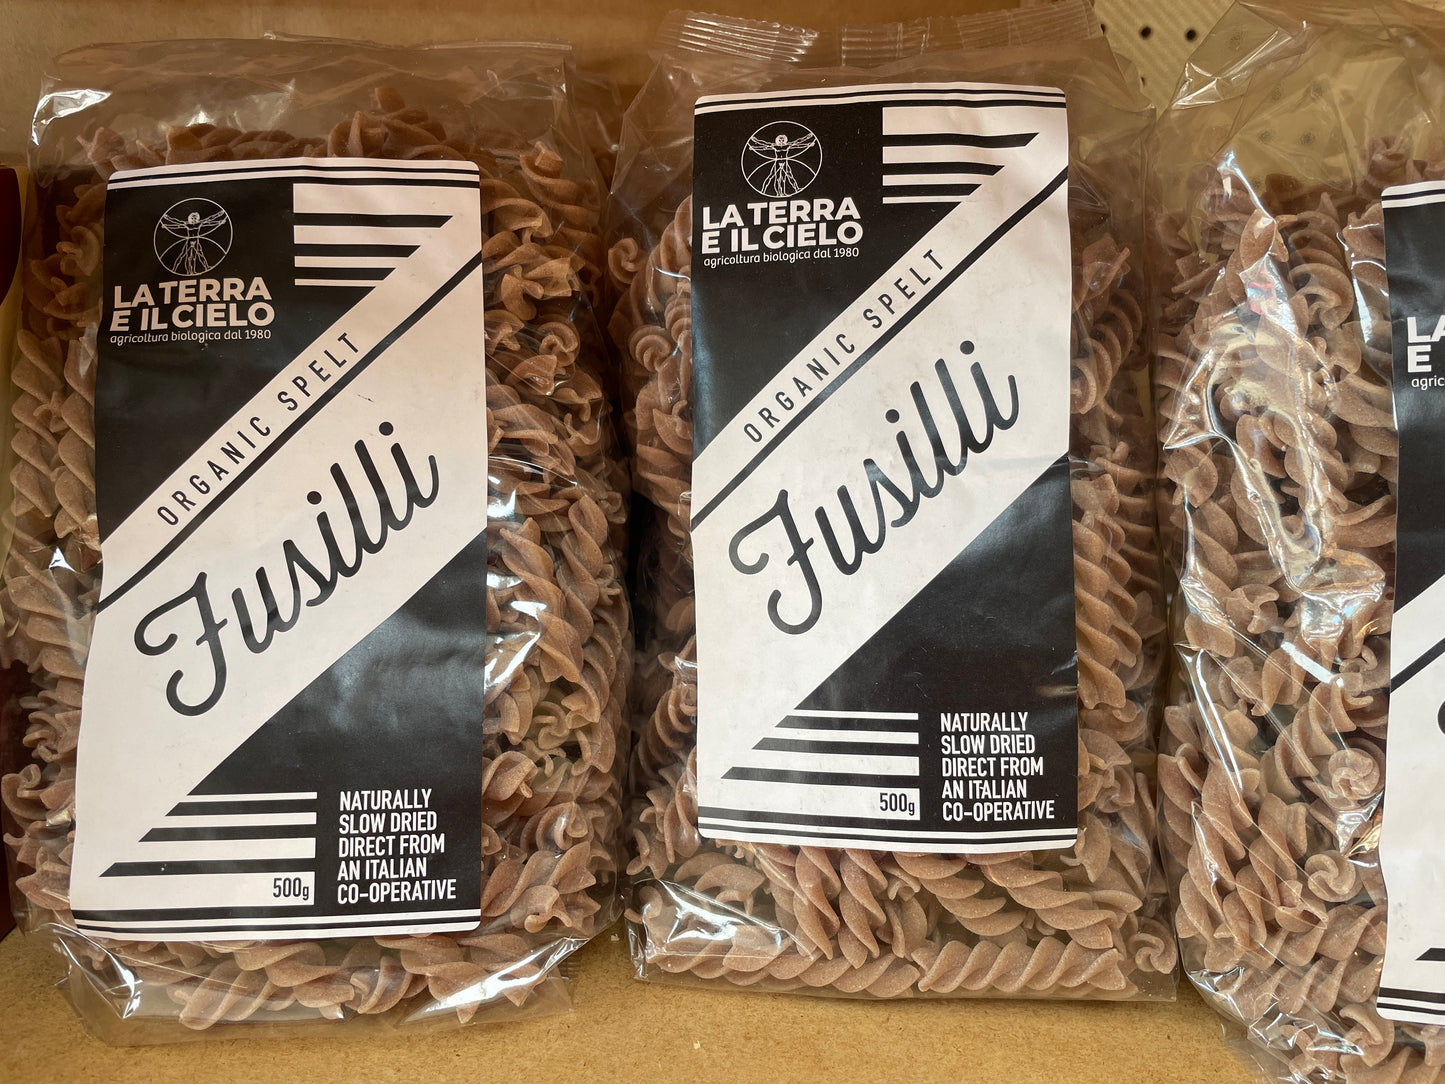 LA TERRA
E IL CIELO
agricoltura biologica dal 1980
ORGANIC SPELT
Fusilli
500g
NATURALLY
SLOW DRIED
DIRECT FROM
AN ITALIAN
CO-OPERATIVE
LA TERRA
E IL CIELO
agricoltura biologica dal 1980
ORGANIC SPELT
Fusilli
500g
NATURALLY
SLOW DRIED
DIRECT FROM
AN ITALIAN
CO-OPERATIVE
LA
E
agric